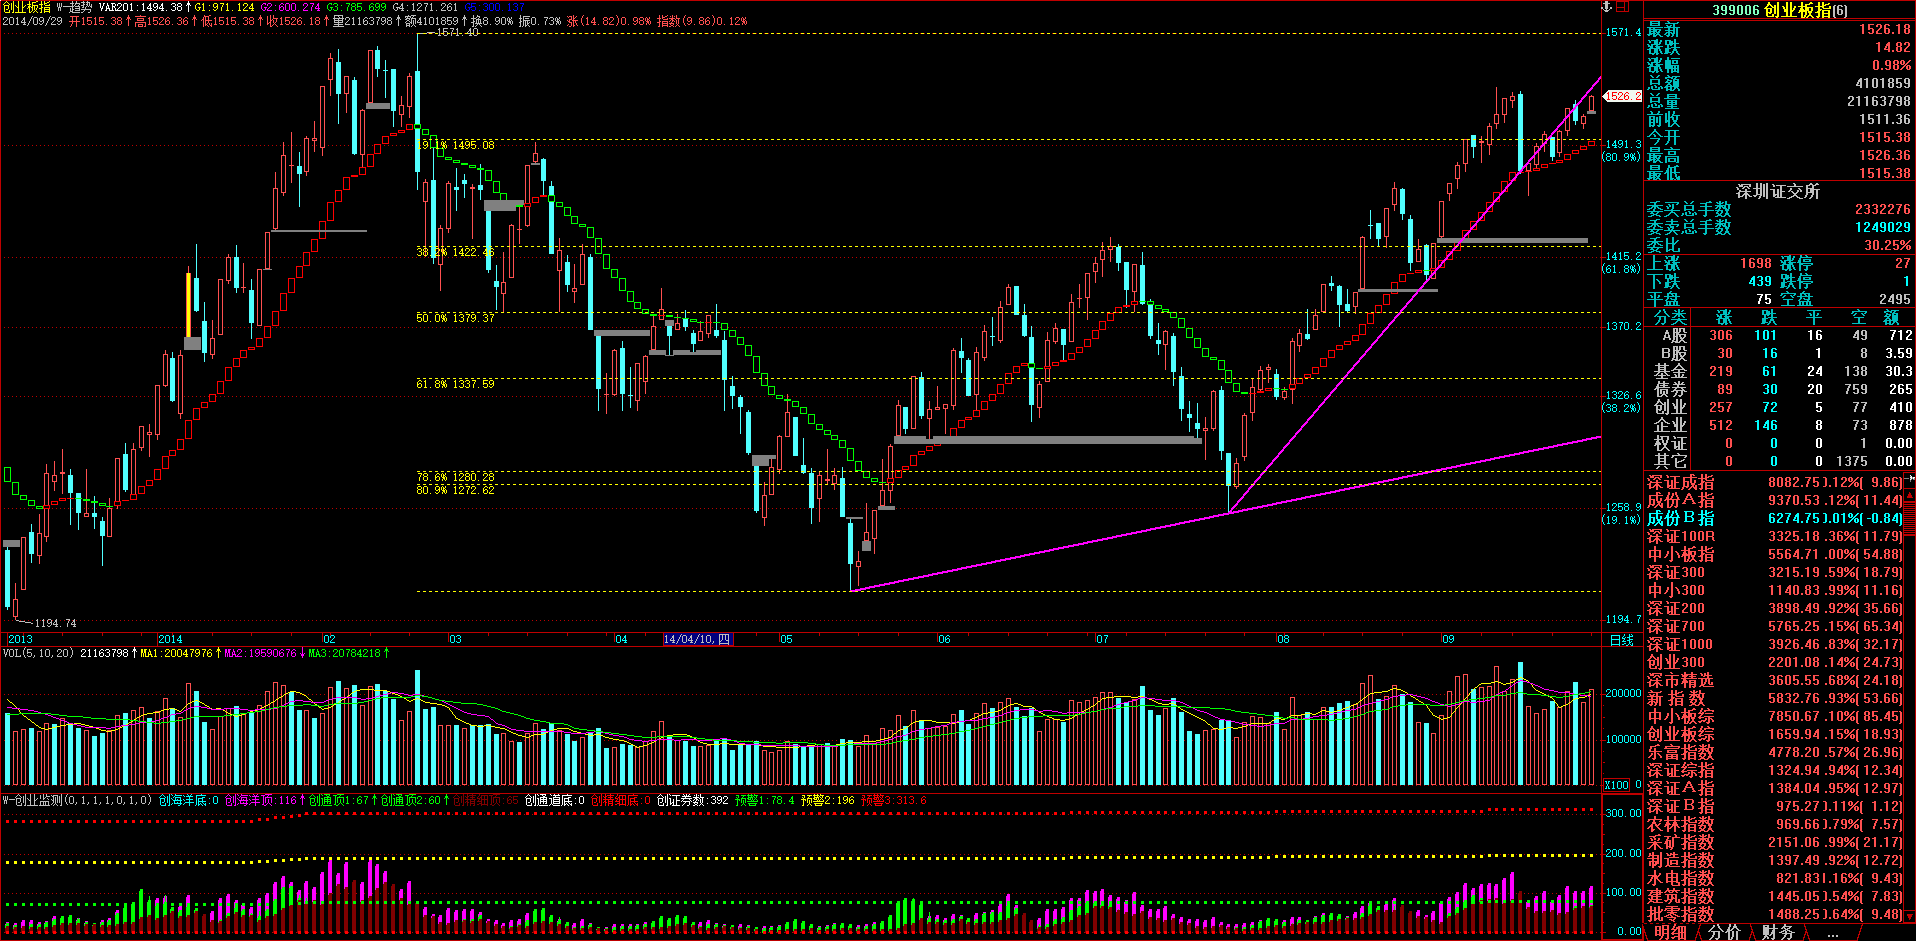 创业板指 W-趋势 VAR201:1494.38↑G1:971.124 G2:600.274 G3:785.699 G4:1271.261 G5:300.137
2014/09/29 开1515.38↑高1526.36↓低1515.38↑收1526.18↑量21163798↑额4101859↑换8.90% 振0.73% 涨(14.82)0.98% 指数(9.86)0.12%
1571.40
19.1% 1495.08
38.2% 1422.46
50.0% 1379.37
61.8% 1337.59
78.6% 1280.28
80.9% 1272.62
1194.74
1571.4
1526.2
1491.3
(80.9%)
1415.2
(61.8%)
1370.2
1326.6
(38.2%)
1258.9
(19.1%)
1194.7
2013 2014 02 03 04 14/04/10,四 05 06 07 08 09 日线
VOL(5,10,20) 21163798↑MA1:20047976↑MA2:19590676↓MA3:20784218↑
200000
100000
X100 0
W-创业监测(0,1,1,1,0,1,0) 创海洋底:0 创海洋顶:116↑创通顶1:67↑创通顶2:60↑创精细顶:65 创通道底:0 创精细底:0 创证券数:392 预警1:78.4 预警2:196 预警3:313.6
300.00
200.00
100.00
0.00
399006 创业板指(6)
最新 1526.18
涨跌 14.82
涨幅 0.98%
总额 4101859
总量 21163798
前收 1511.36
今开 1515.38
最高 1526.36
最低 1515.38
深圳证交所
委买总手数 2332276
委卖总手数 1249029
委比 30.25%
上涨 1698 涨停 27
下跌 439 跌停 1
平盘 75 空盘 2495
分类 涨 跌 平 空 额
A股 306 101 16 49 712
B股 30 16 1 8 3.59
基金 219 61 24 138 30.3
债券 89 30 20 759 265
创业 257 72 5 77 410
企业 512 146 8 73 878
权证 0 0 0 1 0.00
其它 0 0 0 1375 0.00
深证成指 8082.75).12%( 9.86)
成份A指 9370.53 .12%( 11.44)
成份B指 6274.75).01%( -0.84)
深证100R 3325.18 .36%( 11.79)
中小板指 5564.71 .00%( 54.88)
深证300 3215.19 .59%( 18.79)
中小300 1140.83 .99%( 11.16)
深证200 3898.49 .92%( 35.66)
深证700 5765.25 .15%( 65.34)
深证1000 3926.46 .83%( 32.17)
创业300 2201.08 .14%( 24.73)
深市精选 3605.55 .68%( 24.18)
新指数 5832.76 .93%( 53.66)
中小板综 7850.67 .10%( 85.45)
创业板综 1659.94 .15%( 18.93)
乐富指数 4778.20 .57%( 26.96)
深证综指 1324.94 .94%( 12.34)
深证A指 1384.04 .95%( 12.97)
深证B指 975.27).11%( 1.12)
农林指数 969.66).79%( 7.57)
采矿指数 2151.06 .99%( 21.17)
制造指数 1397.49 .92%( 12.72)
水电指数 821.83 .16%( 9.43)
建筑指数 1445.05).54%( 7.83)
批零指数 1488.25).64%( 9.48)
明细 分价 财务 ...